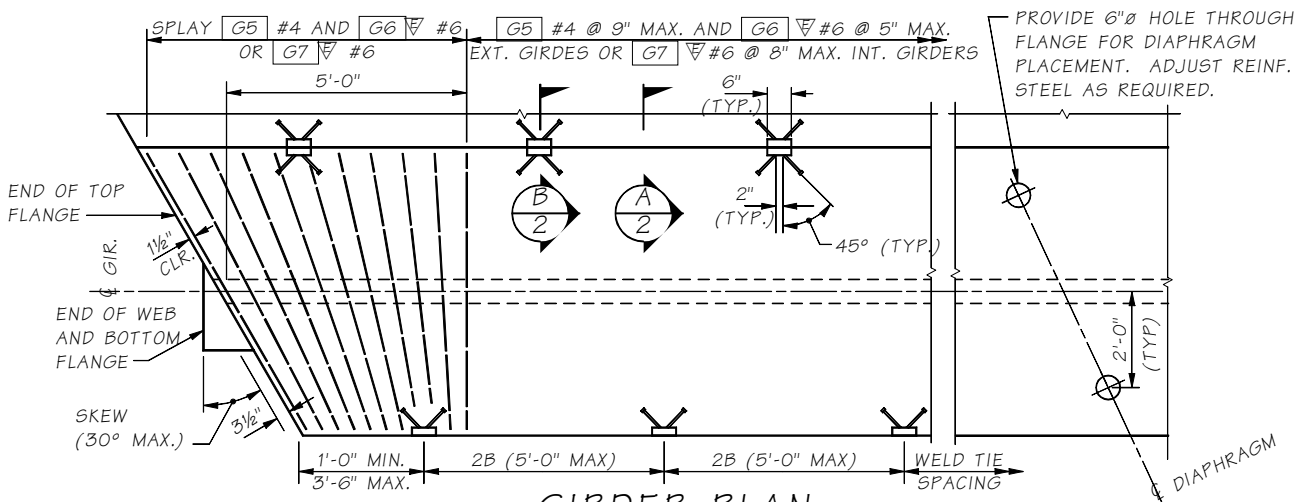 SPLAY G5 #4 AND G6 E #6
OR G7 E #6
G5 #4 @ 9" MAX. AND G6 E #6 @ 5" MAX.
EXT. GIRDES OR G7 E #6 @ 8" MAX. INT. GIRDERS
PROVIDE 6"ø HOLE THROUGH
FLANGE FOR DIAPHRAGM
PLACEMENT. ADJUST REINF.
STEEL AS REQUIRED.
5'-0"
6"
(TYP.)
END OF TOP
FLANGE
1½"
CLR.
B
2
A
2
2"
(TYP.)
45° (TYP.)
℄ GIR.
END OF WEB
AND BOTTOM
FLANGE
2'-0"
(TYP)
SKEW
(30° MAX.)
3½"
1'-0" MIN.
3'-6" MAX.
2B (5'-0" MAX)
2B (5'-0" MAX)
WELD TIE
SPACING
℄ DIAPHRAGM
GIRDER PLAN